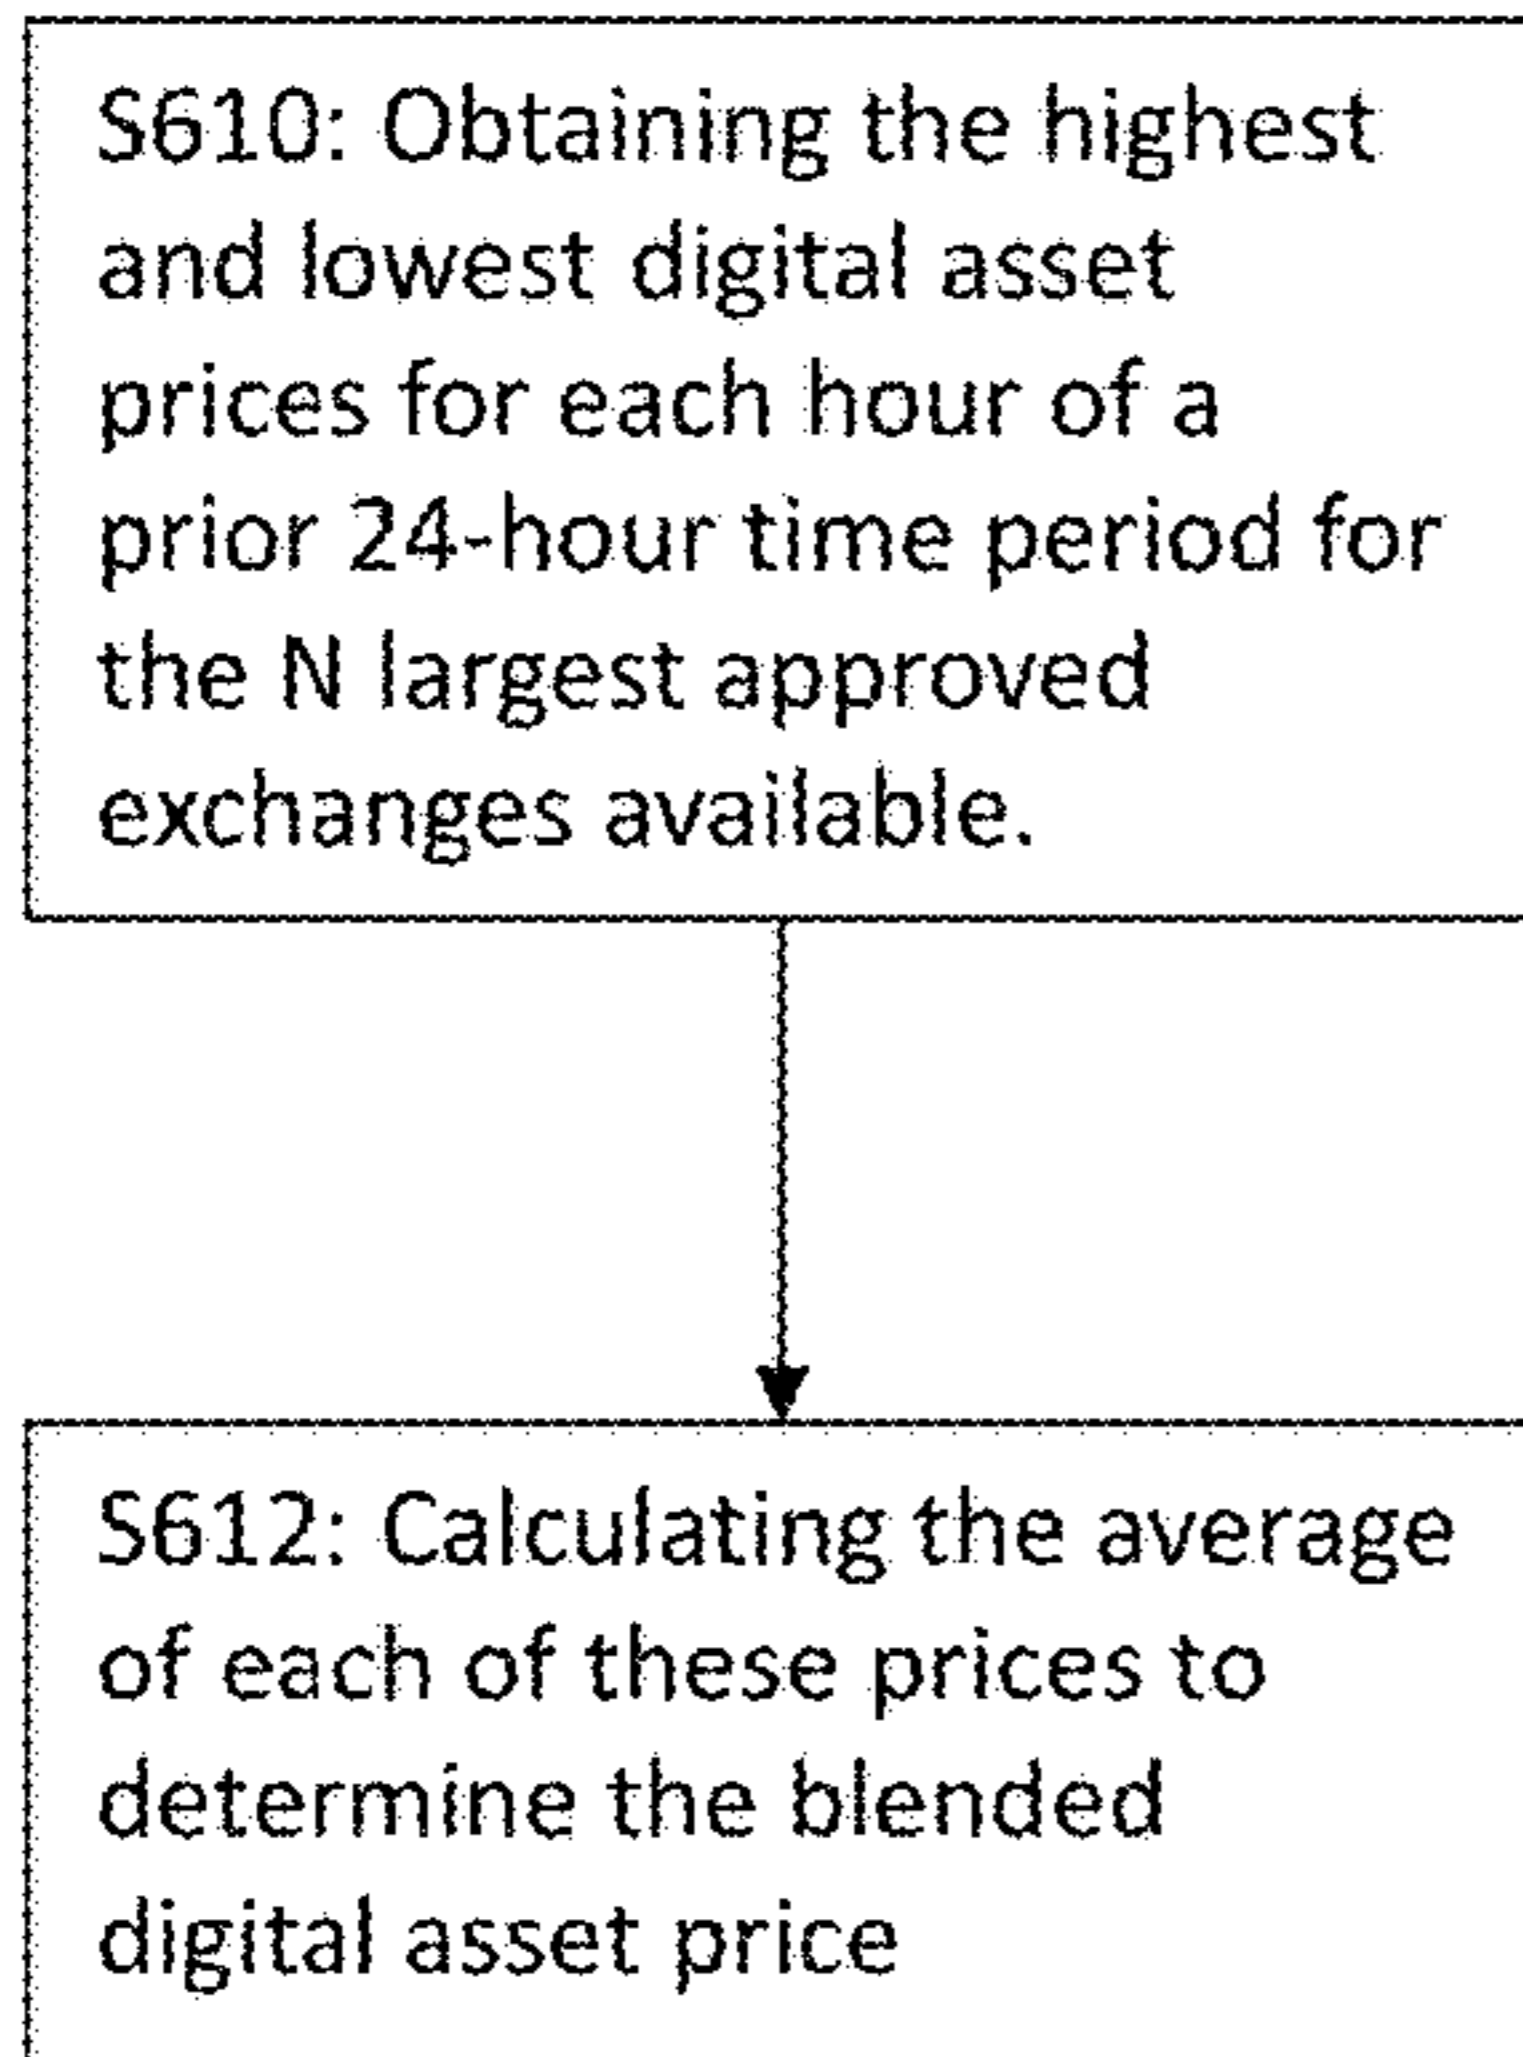 S610: Obtaining the highest
and lowest digital asset
prices for each hour of a
prior 24-hour time period for
the N largest approved
exchanges available.
S612: Calculating the average
of each of these prices to
determine the blended
digital asset price